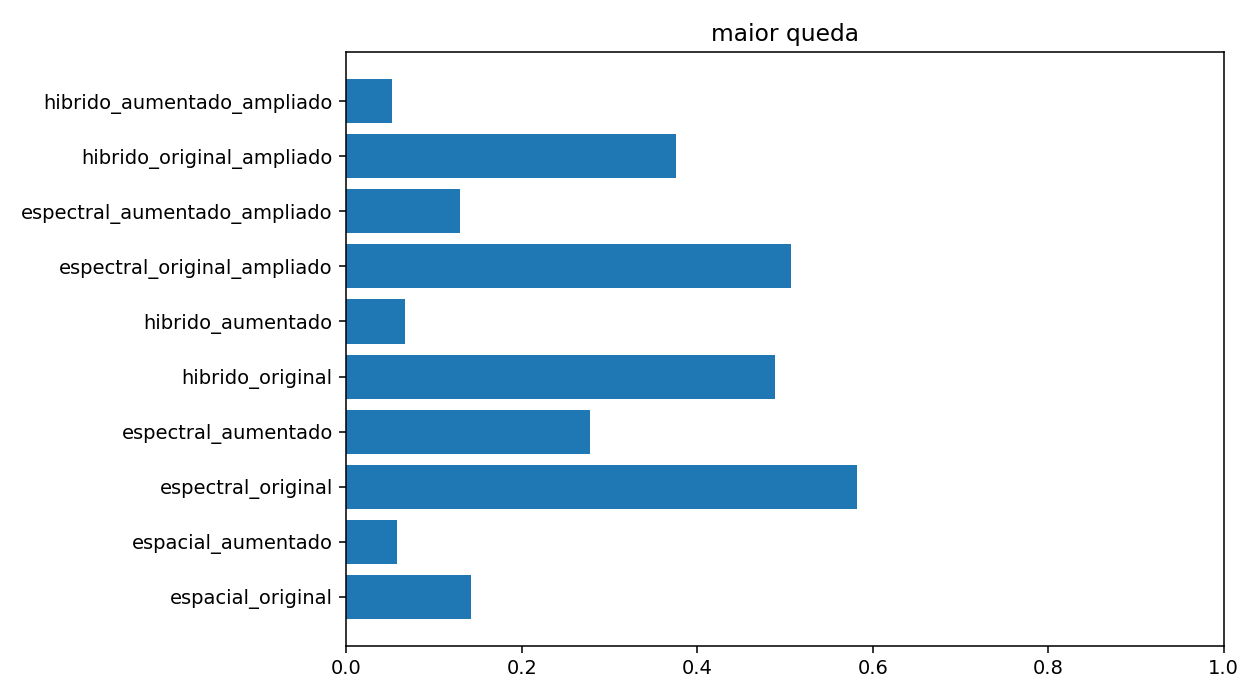 maior queda
hibrido_aumentado_ampliado
hibrido_original_ampliado
espectral_aumentado_ampliado
espectral_original_ampliado
hibrido_aumentado
hibrido_original
espectral_aumentado
espectral_original
espacial_aumentado
espacial_original
0.0 0.2 0.4 0.6 0.8 1.0